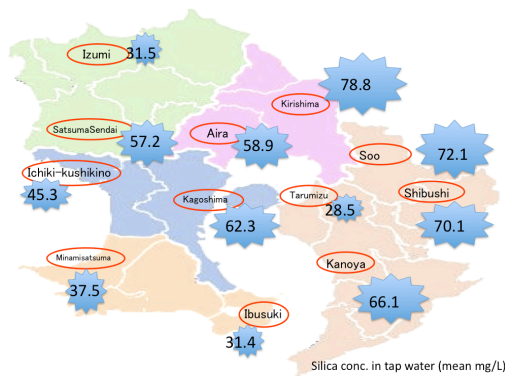 Izumi
31.5
78.8
Kirishima
SatsumaSendai
57.2
Aira
58.9
Soo
72.1
Ichiki-kushikino
45.3
Kagoshima
62.3
Tarumizu
28.5
Shibushi
70.1
Minamisatsuma
37.5
Kanoya
66.1
Ibusuki
31.4
Silica conc. in tap water (mean mg/L)